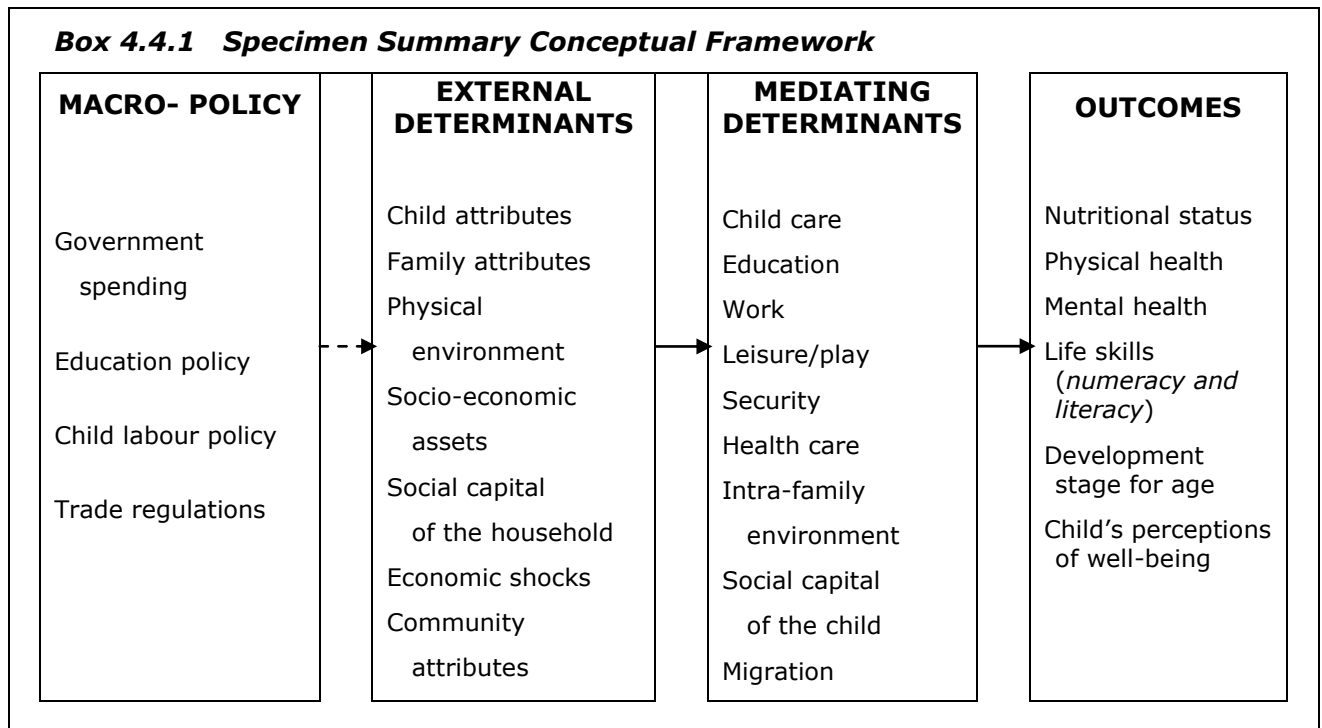 Box 4.4.1 Specimen Summary Conceptual Framework
MACRO- POLICY
Government
spending
Education policy
Child labour policy
Trade regulations
EXTERNAL
DETERMINANTS
Child attributes
Family attributes
Physical
environment
Socio-economic
assets
Social capital
of the household
Economic shocks
Community
attributes
MEDIATING
DETERMINANTS
Child care
Education
Work
Leisure/play
Security
Health care
Intra-family
environment
Social capital
of the child
Migration
OUTCOMES
Nutritional status
Physical health
Mental health
Life skills
(numeracy and
literacy)
Development
stage for age
Child’s perceptions
of well-being